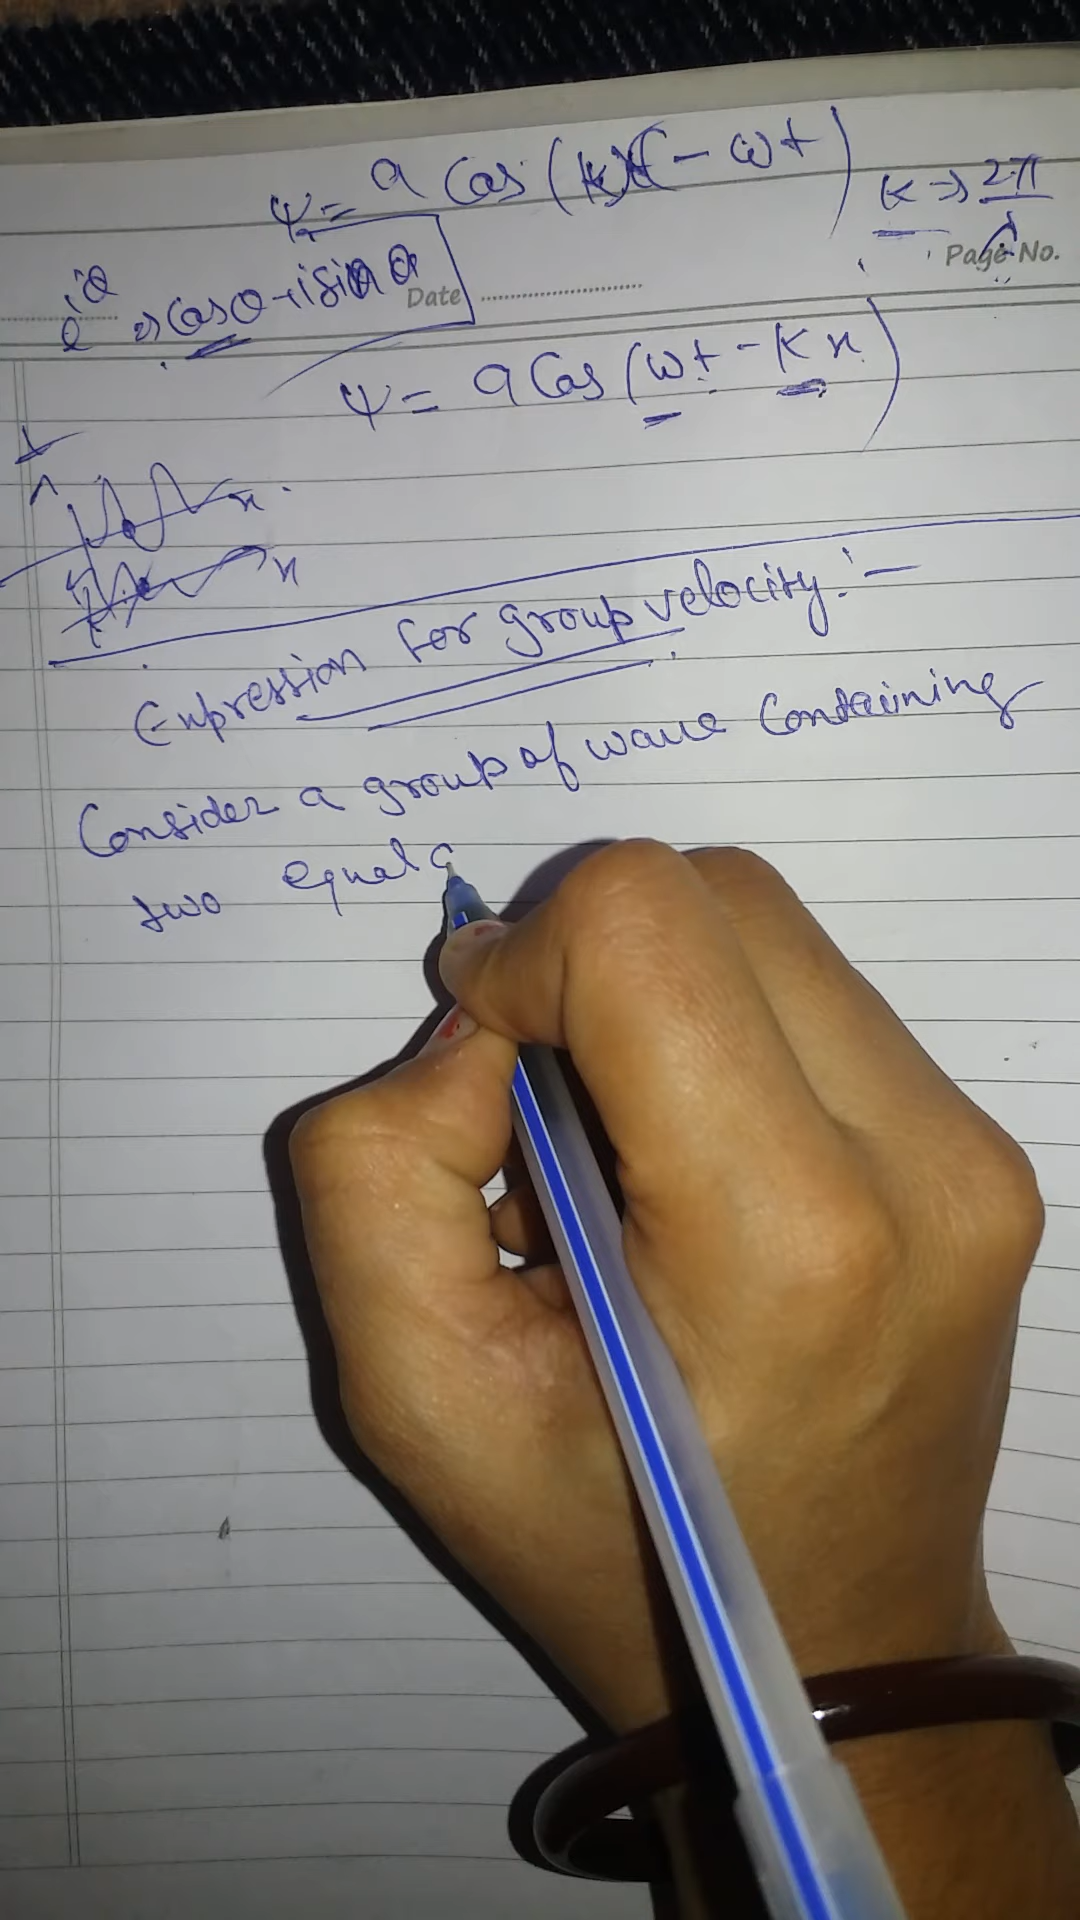 ψ = a Cos (kx - ωt)
K → 2π/λ
Page No.
e^iθ => Cosθ + i sinθ
Date
ψ = a Cos (ωt - Kx)
x
x
Expression for group velocity :-
Consider a group of wave Containing
two equal a